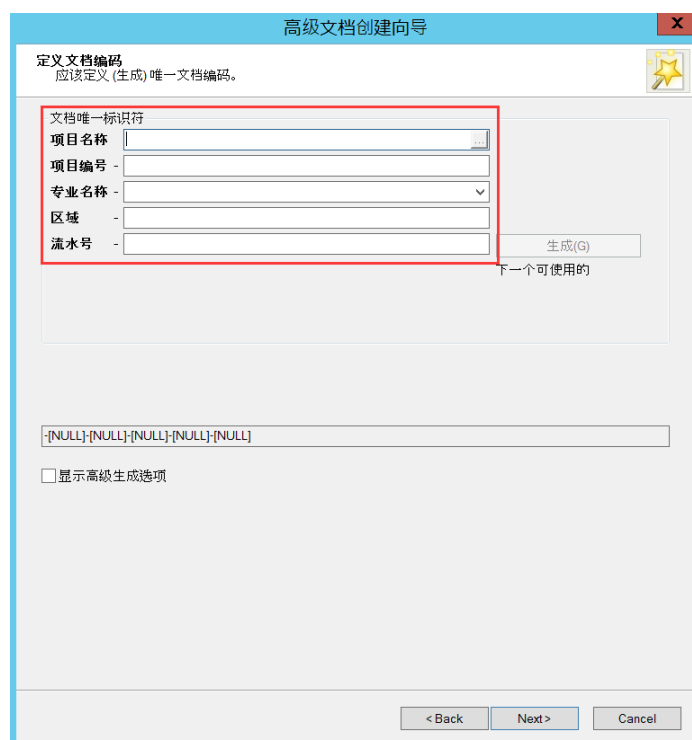 高级文档创建向导
X
定义文档编码
应该定义 (生成) 唯一文档编码。
文档唯一标识符
项目名称
...
项目编号 -
专业名称 -
区域 -
流水号 -
生成(G)
下一个可使用的
-[NULL]-[NULL]-[NULL]-[NULL]-[NULL]
显示高级生成选项
< Back
Next >
Cancel